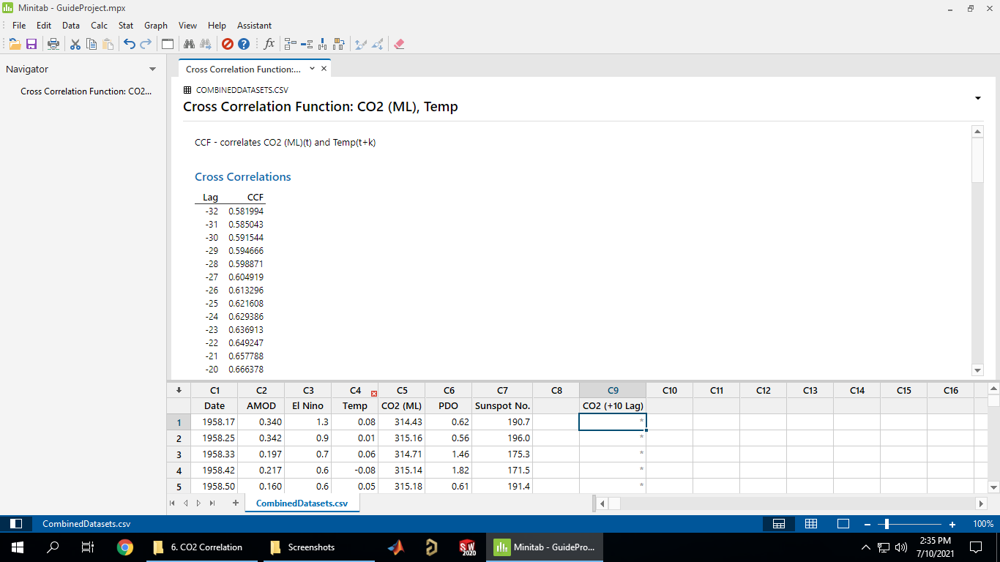 Minitab - GuideProject.mpx
File Edit Data Calc Stat Graph View Help Assistant
fx
Navigator
Cross Correlation Function: CO2...
Cross Correlation Function:...
COMBINEDDATASETS.CSV
Cross Correlation Function: CO2 (ML), Temp
CCF - correlates CO2 (ML)(t) and Temp(t+k)
Cross Correlations
Lag CCF
-32 0.581994
-31 0.585043
-30 0.591544
-29 0.594666
-28 0.598871
-27 0.604919
-26 0.613296
-25 0.621608
-24 0.629386
-23 0.636913
-22 0.649247
-21 0.657788
-20 0.666378
C1 C2 C3 C4 C5 C6 C7 C8 C9 C10 C11 C12 C13 C14 C15 C16
Date AMOD El Nino Temp CO2 (ML) PDO Sunspot No. CO2 (+10 Lag)
1 1958.17 0.340 1.3 0.08 314.43 0.62 190.7 *
2 1958.25 0.342 0.9 0.01 315.16 0.56 196.0 *
3 1958.33 0.197 0.7 0.06 314.71 1.46 175.3 *
4 1958.42 0.217 0.6 -0.08 315.14 1.82 171.5 *
5 1958.50 0.160 0.6 0.05 315.18 0.61 191.4 *
CombinedDatasets.csv
CombinedDatasets.csv 100%
6. CO2 Correlation Screenshots SW 2020 Minitab - GuidePro... 2:35 PM
7/10/2021